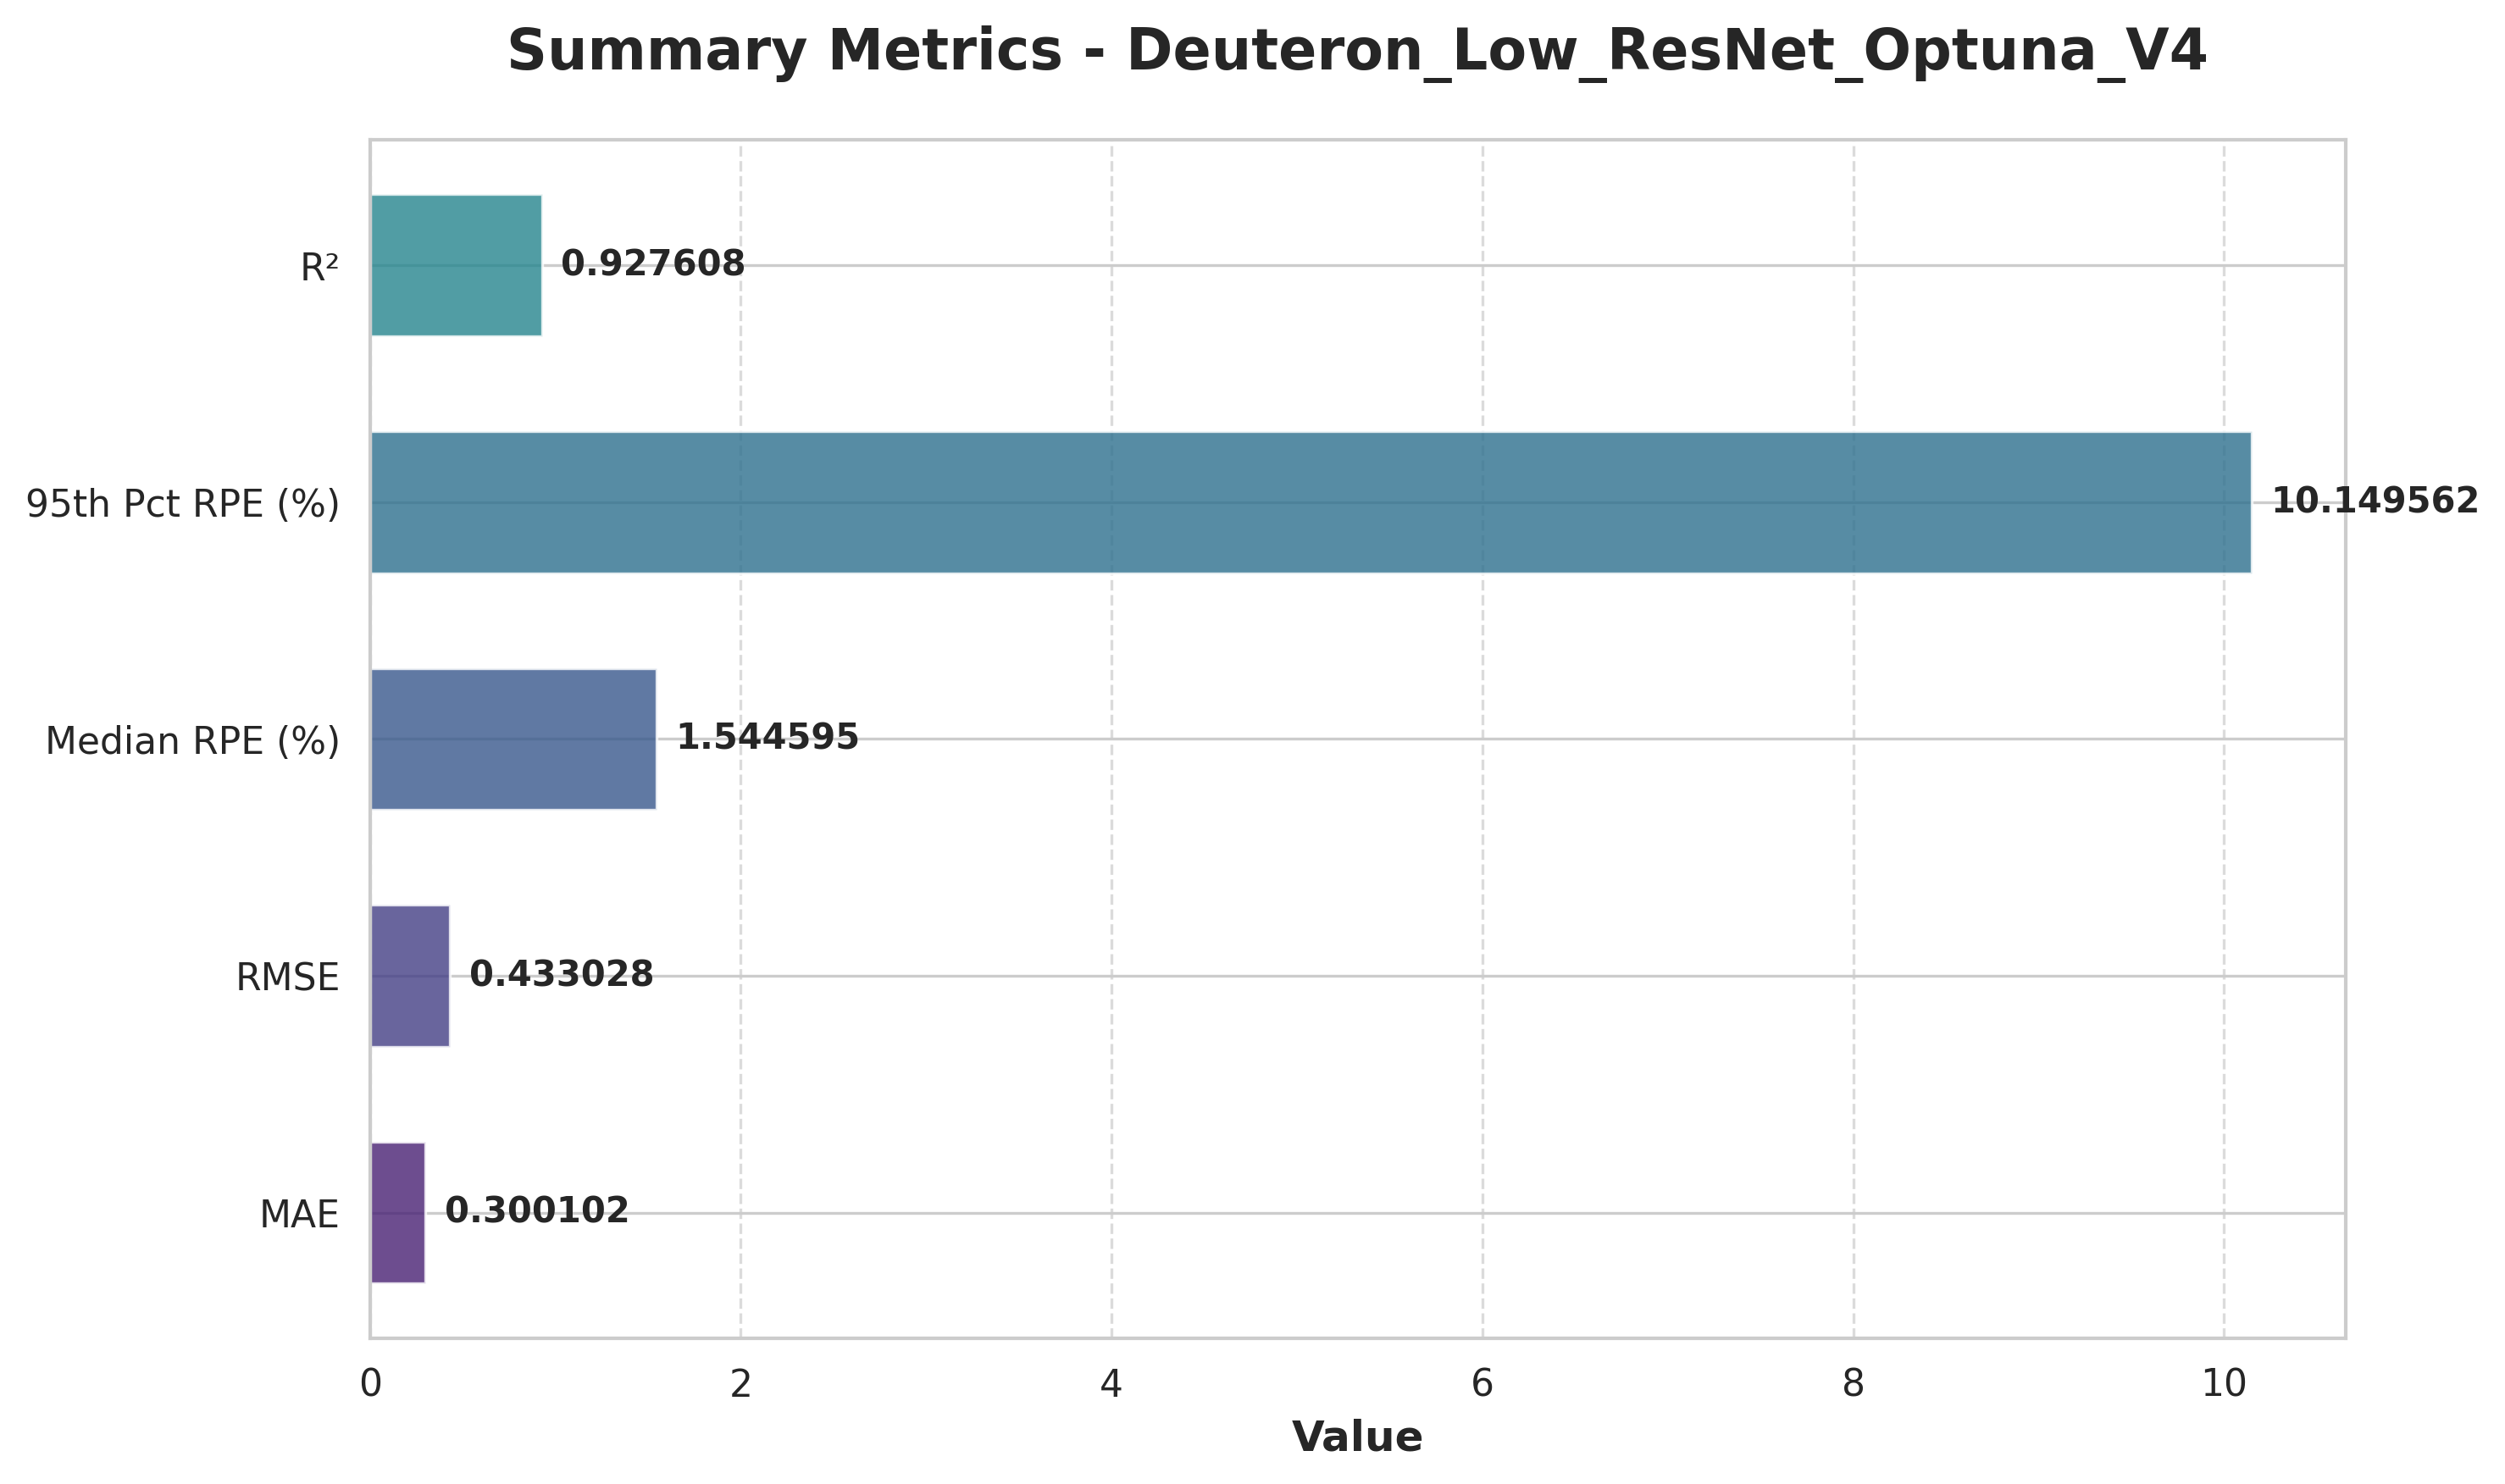 Summary Metrics - Deuteron_Low_ResNet_Optuna_V4
R² 0.927608
95th Pct RPE (%) 10.149562
Median RPE (%) 1.544595
RMSE 0.433028
MAE 0.300102
0 2 4 6 8 10
Value